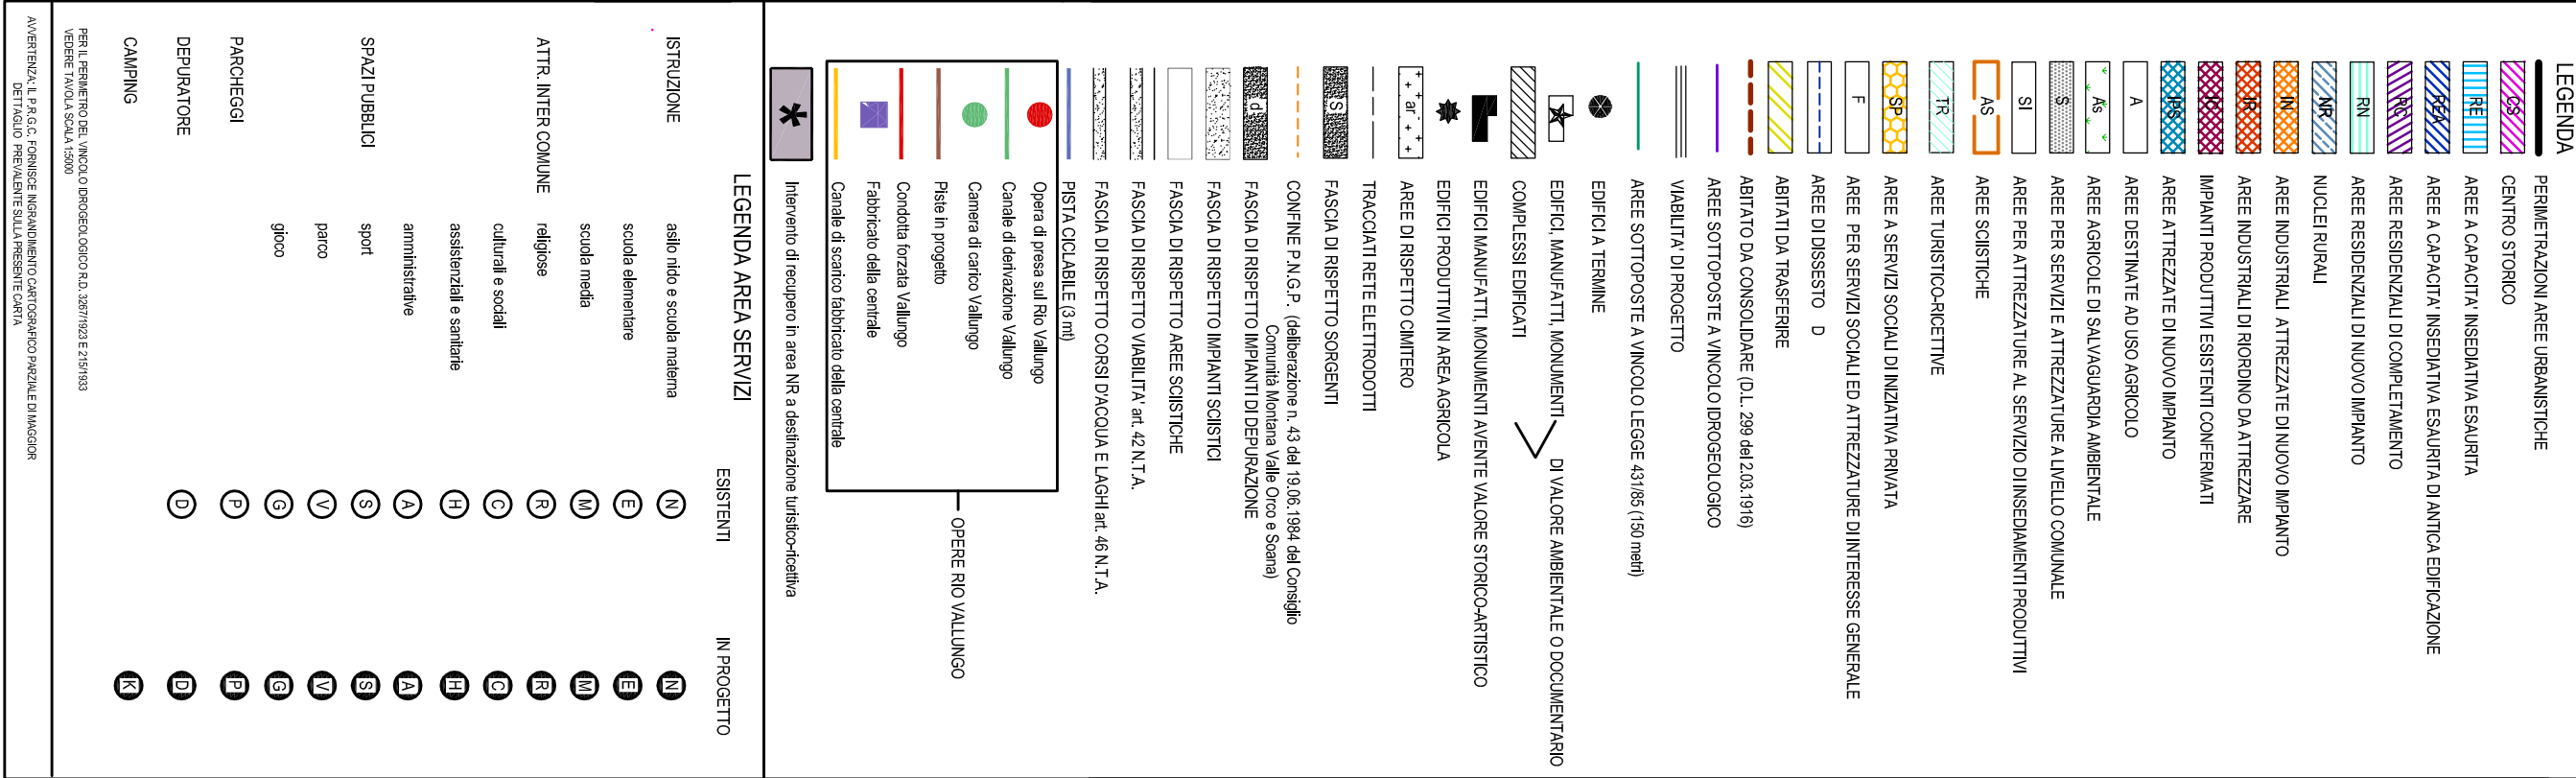 LEGENDA
PERIMETRAZIONI AREE URBANISTICHE
CS CENTRO STORICO
RE AREE A CAPACITA' INSEDIATIVA ESAURITA
REA AREE A CAPACITA' INSEDIATIVA ESAURITA DI ANTICA EDIFICAZIONE
RC AREE RESIDENZIALI DI COMPLETAMENTO
RN AREE RESIDENZIALI DI NUOVO IMPIANTO
NR NUCLEI RURALI
IN AREE INDUSTRIALI ATTREZZATE DI NUOVO IMPIANTO
IR AREE INDUSTRIALI DI RIORDINO DA ATTREZZARE
IC IMPIANTI PRODUTTIVI ESISTENTI CONFERMATI
IPS AREE ATTREZZATE DI NUOVO IMPIANTO
A AREE DESTINATE AD USO AGRICOLO
As AREE AGRICOLE DI SALVAGUARDIA AMBIENTALE
S AREE PER SERVIZI E ATTREZZATURE A LIVELLO COMUNALE
SI AREE PER ATTREZZATURE AL SERVIZIO DI INSEDIAMENTI PRODUTTIVI
AS AREE SCIISTICHE
TR AREE TURISTICO-RICETTIVE
SP AREE A SERVIZI SOCIALI DI INIZIATIVA PRIVATA
F AREE PER SERVIZI SOCIALI ED ATTREZZATURE DI INTERESSE GENERALE
AREE DI DISSESTO D
ABITATI DA TRASFERIRE
ABITATO DA CONSOLIDARE (D.L. 299 del 2.03.1916)
AREE SOTTOPOSTE A VINCOLO IDROGEOLOGICO
VIABILITA' DI PROGETTO
AREE SOTTOPOSTE A VINCOLO LEGGE 431/85 (150 metri)
EDIFICI A TERMINE
EDIFICI, MANUFATTI, MONUMENTI
DI VALORE AMBIENTALE O DOCUMENTARIO
COMPLESSI EDIFICATI
EDIFICI MANUFATTI, MONUMENTI AVENTE VALORE STORICO-ARTISTICO
EDIFICI PRODUTTIVI IN AREA AGRICOLA
ar AREE DI RISPETTO CIMITERO
TRACCIATI RETE ELETTRODOTTI
S FASCIA DI RISPETTO SORGENTI
CONFINE P.N.G.P. (deliberazione n. 43 del 19.06.1984 del Consiglio
Comunità Montana Valle Orco e Soana)
d FASCIA DI RISPETTO IMPIANTI DI DEPURAZIONE
FASCIA DI RISPETTO IMPIANTI SCIISTICI
FASCIA DI RISPETTO AREE SCIISTICHE
FASCIA DI RISPETTO VIABILITA' art. 42 N.T.A.
FASCIA DI RISPETTO CORSI D'ACQUA E LAGHI art. 46 N.T.A.
PISTA CICLABILE (3 mt)
Opera di presa sul Rio Vallungo
Canale di derivazione Vallungo
Camera di carico Vallungo
Piste in progetto
Condotta forzata Vallungo
Fabbricato della centrale
Canale di scarico fabbricato della centrale
OPERE RIO VALLUNGO
* Intervento di recupero in area NR a destinazione turistico-ricettiva
LEGENDA AREA SERVIZI
ESISTENTI IN PROGETTO
ISTRUZIONE asilo nido e scuola materna N N
scuola elementare E E
scuola media M M
ATTR. INTER COMUNE religiose R R
culturali e sociali C C
assistenziali e sanitarie H H
amministrative A A
SPAZI PUBBLICI sport S S
parco V V
gioco G G
PARCHEGGI P P
DEPURATORE D D
CAMPING K
PER IL PERIMETRO DEL VINCOLO IDROGEOLOGICO R.D. 3267/19223 E 215/1933
VEDERE TAVOLA SCALA 1:5000
AVVERTENZA: IL P.R.G.C. FORNISCE INGRANDIMENTO CARTOGRAFICO PARZIALE DI MAGGIOR
DETTAGLIO PREVALENTE SULLA PRESENTE CARTA